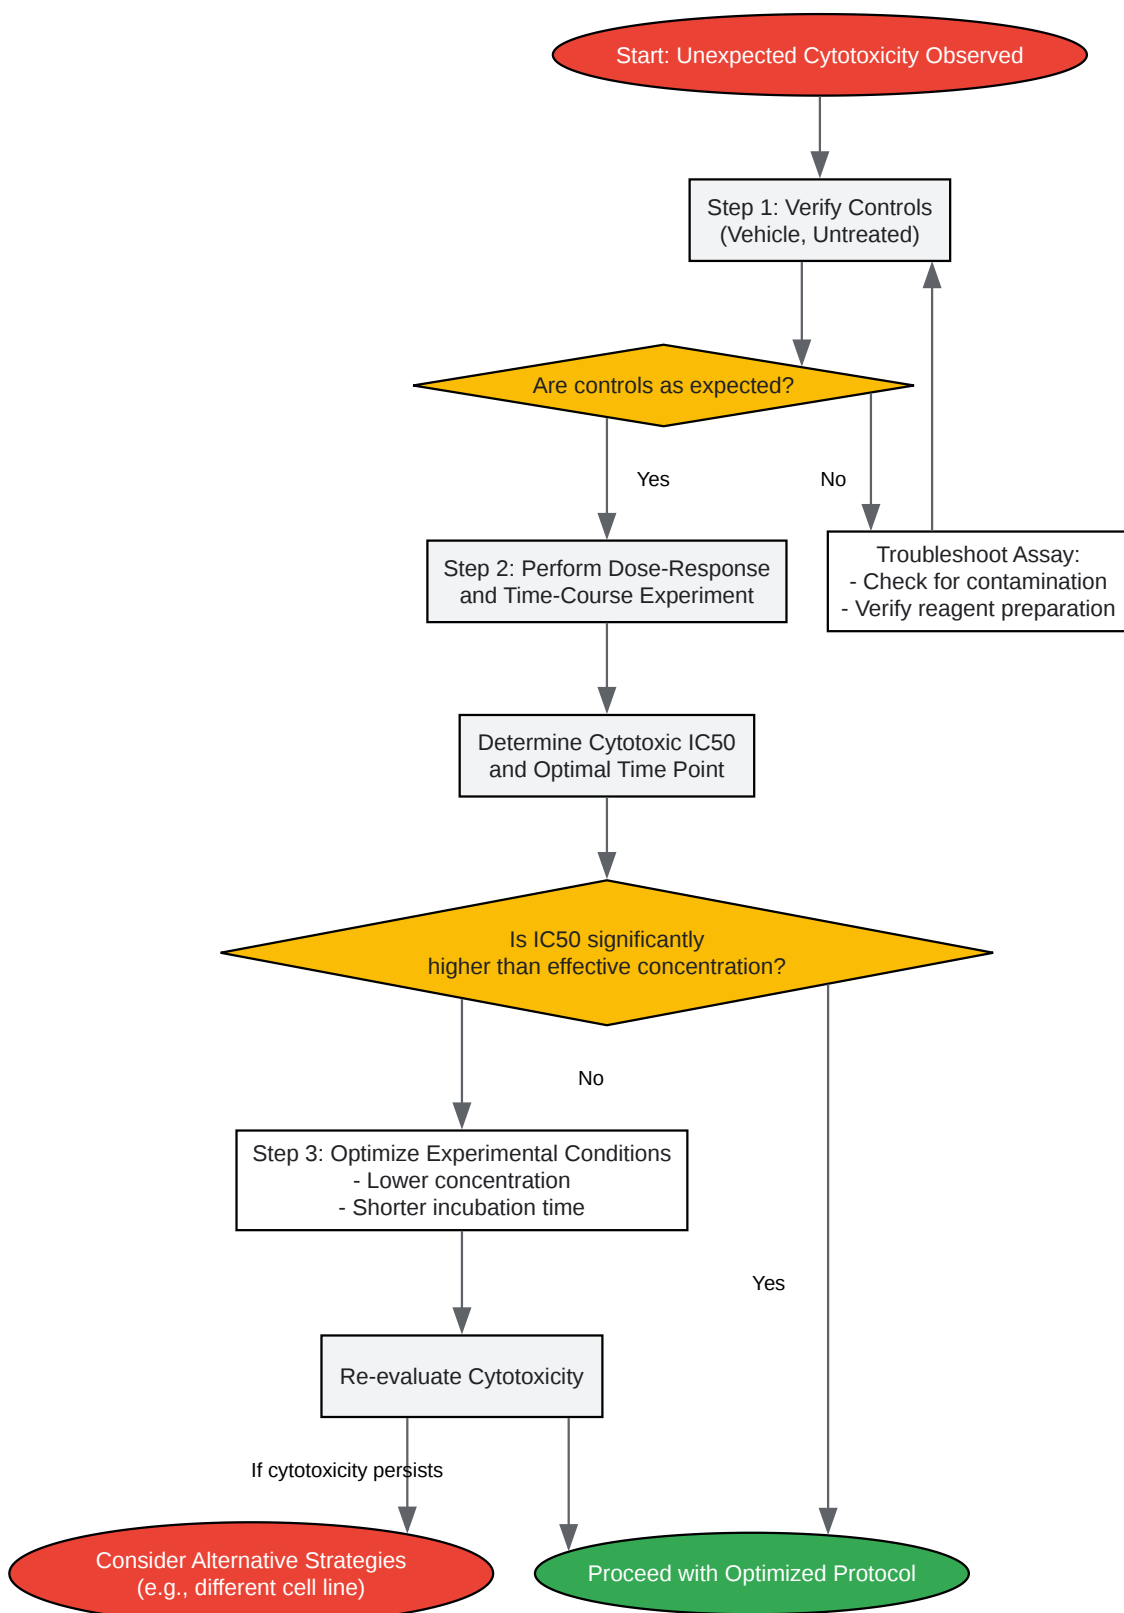 Start: Unexpected Cytotoxicity Observed
Step 1: Verify Controls
(Vehicle, Untreated)
Are controls as expected?
Yes
No
Step 2: Perform Dose-Response
and Time-Course Experiment
Troubleshoot Assay:
- Check for contamination
- Verify reagent preparation
Determine Cytotoxic IC50
and Optimal Time Point
Is IC50 significantly
higher than effective concentration?
No
Step 3: Optimize Experimental Conditions
- Lower concentration
- Shorter incubation time
Yes
Re-evaluate Cytotoxicity
If cytotoxicity persists
Consider Alternative Strategies
(e.g., different cell line)
Proceed with Optimized Protocol